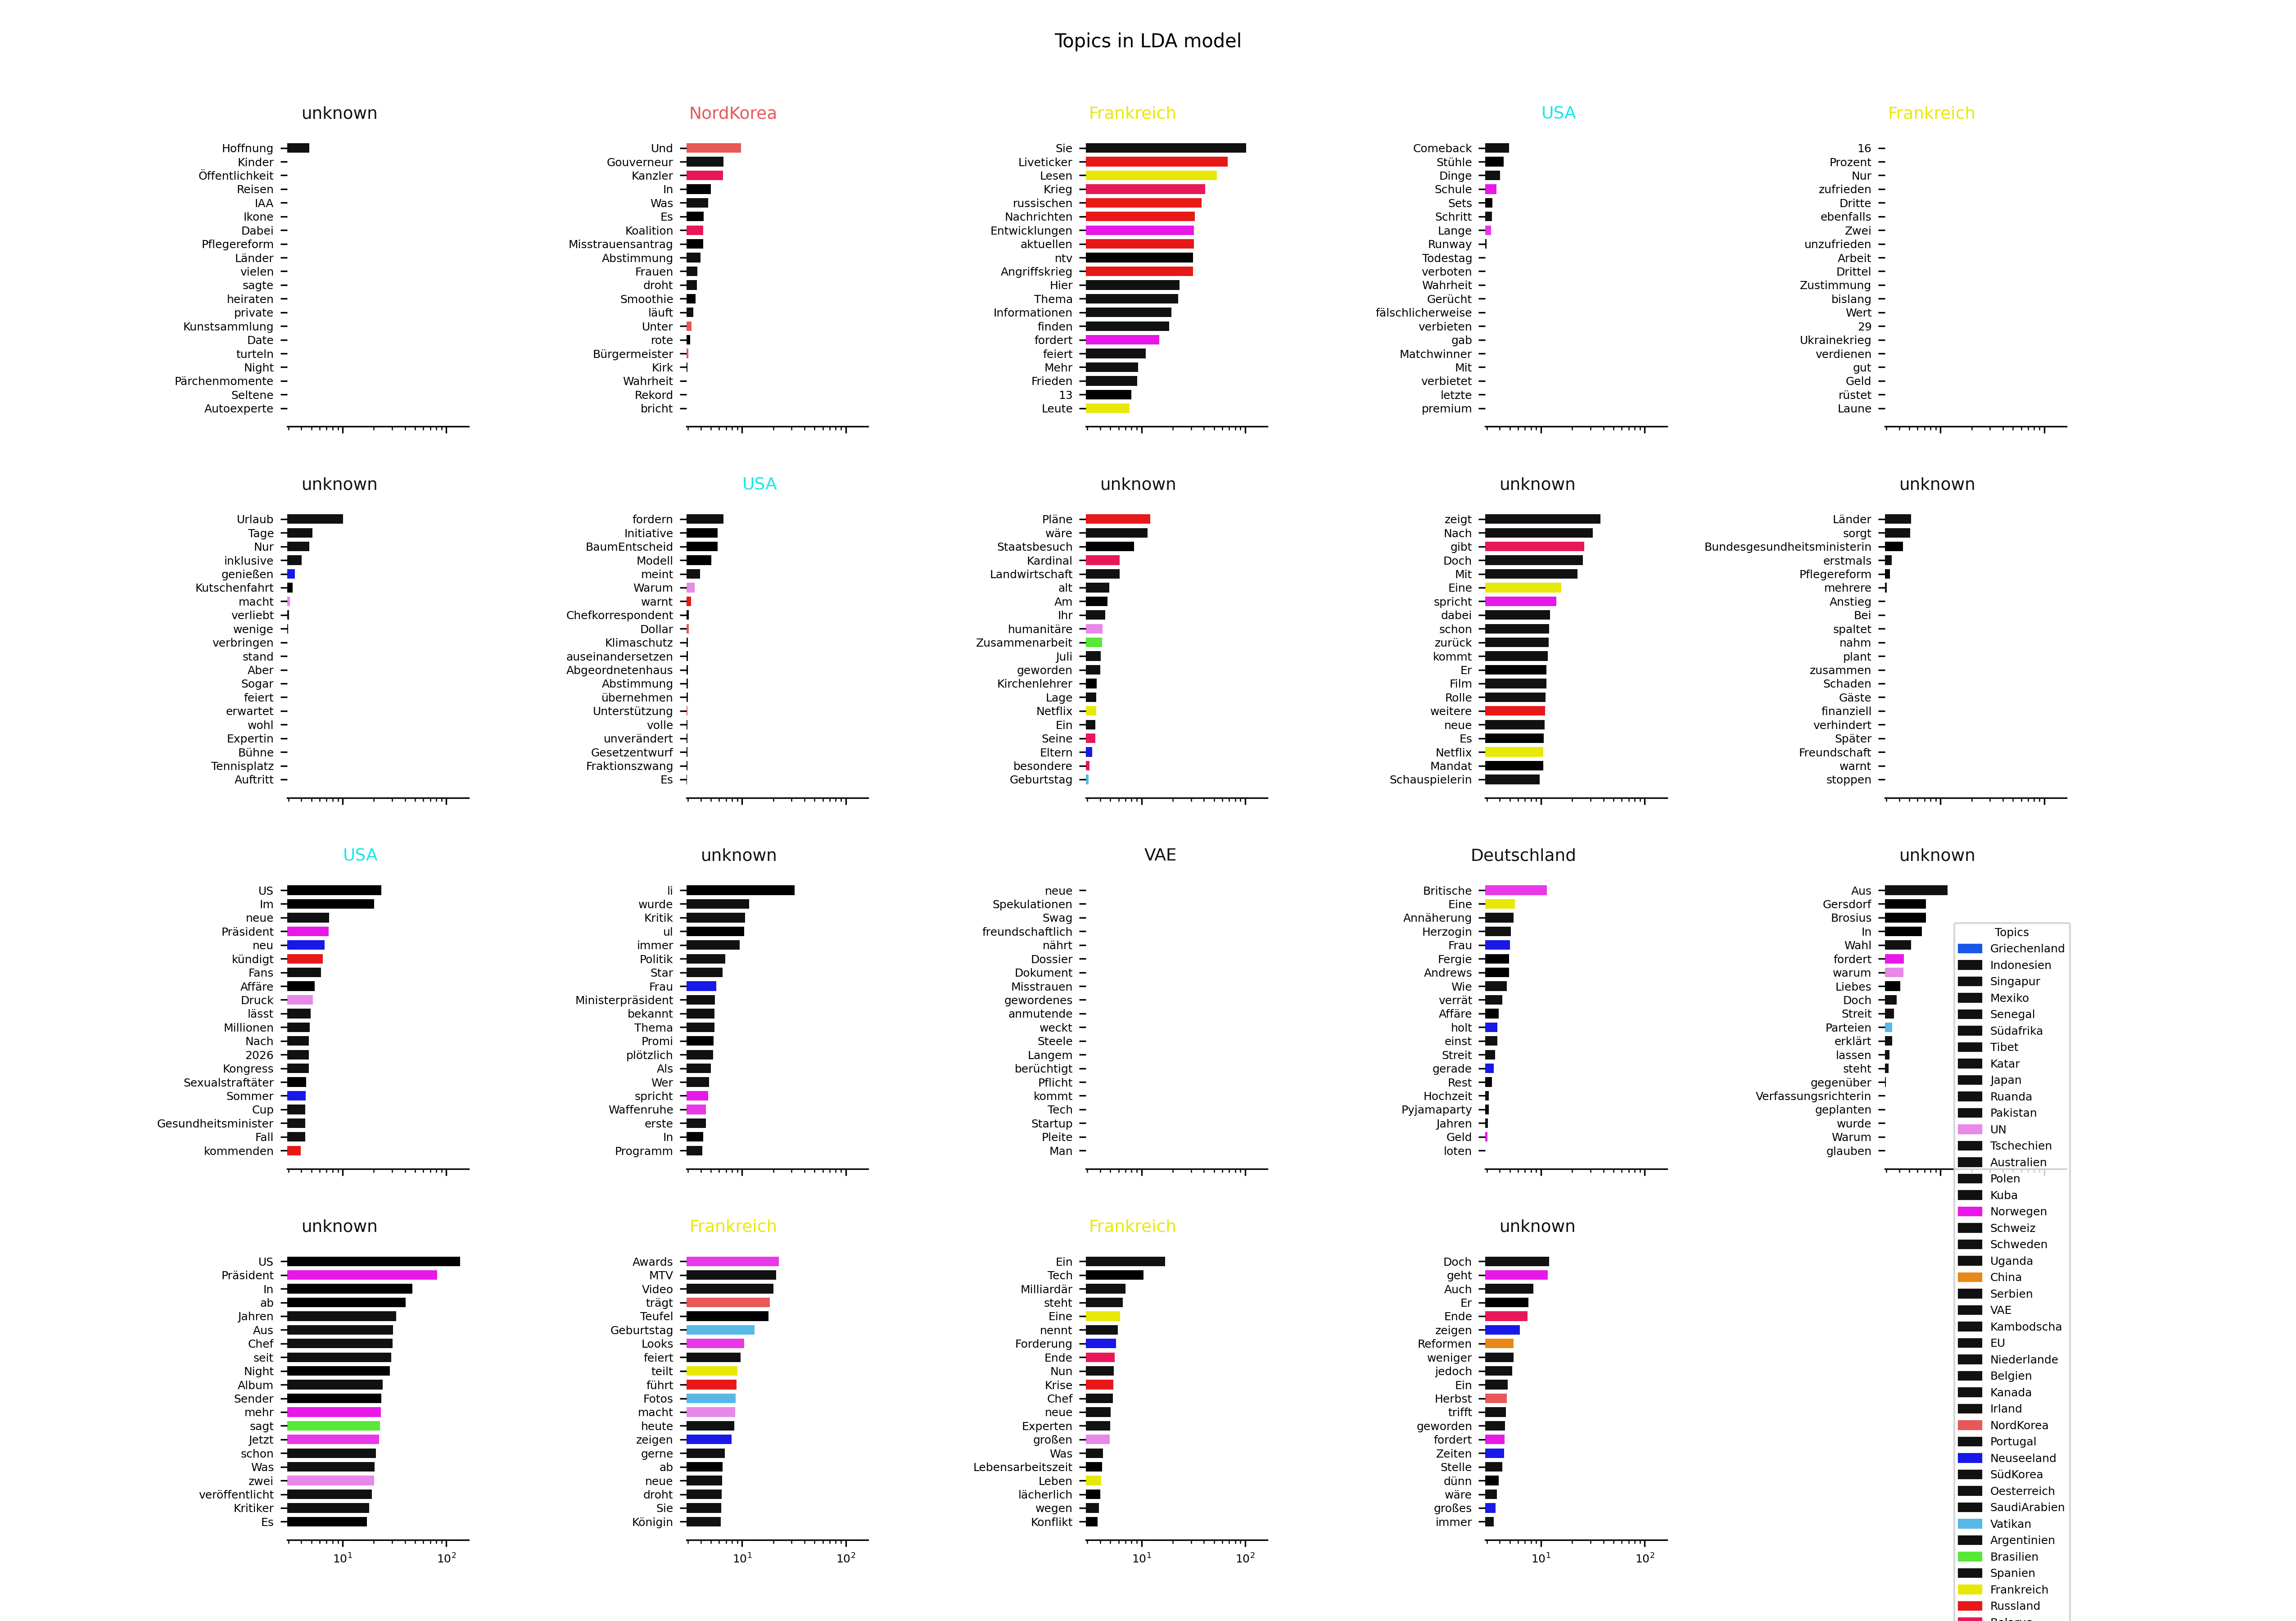 Topics in LDA model
unknown
Hoffnung
Kinder
Öffentlichkeit
Reisen
IAA
Ikone
Dabei
Pflegereform
Länder
vielen
sagte
heiraten
private
Kunstsammlung
Date
turteln
Night
Pärchenmomente
Seltene
Autoexperte
NordKorea
Und
Gouverneur
Kanzler
In
Was
Es
Koalition
Misstrauensantrag
Abstimmung
Frauen
droht
Smoothie
läuft
Unter
rote
Bürgermeister
Kirk
Wahrheit
Rekord
bricht
Frankreich
Sie
Liveticker
Lesen
Krieg
russischen
Nachrichten
Entwicklungen
aktuellen
ntv
Angriffskrieg
Hier
Thema
Informationen
finden
fordert
feiert
Mehr
Frieden
13
Leute
USA
Comeback
Stühle
Dinge
Schule
Sets
Schritt
Lange
Runway
Todestag
verboten
Wahrheit
Gerücht
fälschlicherweise
verbieten
gab
Matchwinner
Mit
verbietet
letzte
premium
Frankreich
16
Prozent
Nur
zufrieden
Dritte
ebenfalls
Zwei
unzufrieden
Arbeit
Drittel
Zustimmung
bislang
Wert
29
Ukrainekrieg
verdienen
gut
Geld
rüstet
Laune
unknown
Urlaub
Tage
Nur
inklusive
genießen
Kutschenfahrt
macht
verliebt
wenige
verbringen
stand
Aber
Sogar
feiert
erwartet
wohl
Expertin
Bühne
Tennisplatz
Auftritt
USA
fordern
Initiative
BaumEntscheid
Modell
meint
Warum
warnt
Chefkorrespondent
Dollar
Klimaschutz
auseinandersetzen
Abgeordnetenhaus
Abstimmung
übernehmen
Unterstützung
volle
unverändert
Gesetzentwurf
Fraktionszwang
Es
unknown
Pläne
wäre
Staatsbesuch
Kardinal
Landwirtschaft
alt
Am
Ihr
humanitäre
Zusammenarbeit
Juli
geworden
Kirchenlehrer
Lage
Netflix
Ein
Seine
Eltern
besondere
Geburtstag
unknown
zeigt
Nach
gibt
Doch
Mit
Eine
spricht
dabei
schon
zurück
kommt
Er
Film
Rolle
weitere
neue
Es
Netflix
Mandat
Schauspielerin
unknown
Länder
sorgt
Bundesgesundheitsministerin
erstmals
Pflegereform
mehrere
Anstieg
Bei
spaltet
nahm
plant
zusammen
Schaden
Gäste
finanziell
verhindert
Später
Freundschaft
warnt
stoppen
USA
US
Im
neue
Präsident
neu
kündigt
Fans
Affäre
Druck
lässt
Millionen
Nach
2026
Kongress
Sexualstraftäter
Sommer
Cup
Gesundheitsminister
Fall
kommenden
unknown
li
wurde
Kritik
ul
immer
Politik
Star
Frau
Ministerpräsident
bekannt
Thema
Promi
plötzlich
Als
Wer
spricht
Waffenruhe
erste
In
Programm
VAE
neue
Spekulationen
Swag
freundschaftlich
nährt
Dossier
Dokument
Misstrauen
gewordenes
anmutende
weckt
Steele
Langem
berüchtigt
Pflicht
kommt
Tech
Startup
Pleite
Man
Deutschland
Britische
Eine
Annäherung
Herzogin
Frau
Fergie
Andrews
Wie
verrät
Affäre
holt
einst
Streit
gerade
Rest
Hochzeit
Pyjamaparty
Jahren
Geld
loten
unknown
Aus
Gersdorf
Brosius
In
Wahl
fordert
warum
Liebes
Doch
Streit
Parteien
erklärt
lassen
steht
gegenüber
Verfassungsrichterin
geplanten
wurde
Warum
glauben
unknown
US
Präsident
In
ab
Jahren
Aus
Chef
seit
Night
Album
Sender
mehr
sagt
Jetzt
schon
Was
zwei
veröffentlicht
Kritiker
Es
10¹ 10²
Frankreich
Awards
MTV
Video
trägt
Teufel
Geburtstag
Looks
feiert
teilt
führt
Fotos
macht
heute
zeigen
gerne
ab
neue
droht
Sie
Königin
10¹ 10²
Frankreich
Ein
Tech
Milliardär
steht
Eine
nennt
Forderung
Ende
Nun
Krise
Chef
neue
Experten
großen
Was
Lebensarbeitszeit
Leben
lächerlich
wegen
Konflikt
10¹ 10²
unknown
Doch
geht
Auch
Er
Ende
zeigen
Reformen
weniger
jedoch
Ein
Herbst
trifft
geworden
fordert
Zeiten
Stelle
dünn
wäre
großes
immer
10¹ 10²
Topics
Griechenland
Indonesien
Singapur
Mexiko
Senegal
Südafrika
Tibet
Katar
Japan
Ruanda
Pakistan
UN
Tschechien
Australien
Polen
Kuba
Norwegen
Schweiz
Schweden
Uganda
China
Serbien
VAE
Kambodscha
EU
Niederlande
Belgien
Kanada
Irland
NordKorea
Portugal
Neuseeland
SüdKorea
Oesterreich
SaudiArabien
Vatikan
Argentinien
Brasilien
Spanien
Frankreich
Russland